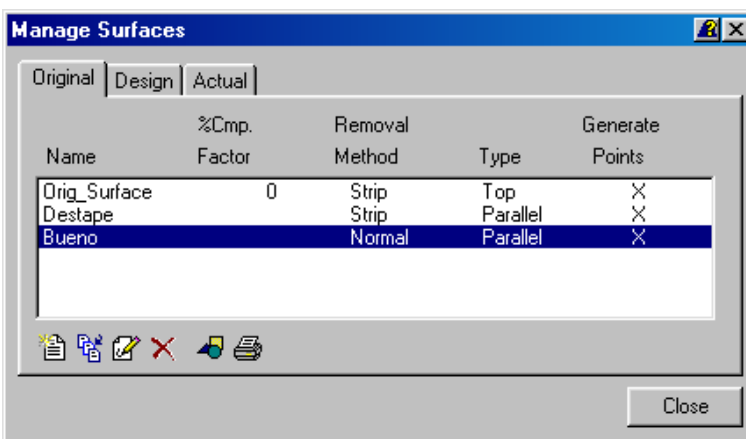 Manage Surfaces
Original Design Actual
%Cmp. Removal Generate
Name Factor Method Type Points
Orig_Surface 0 Strip Top X
Destape Strip Parallel X
Bueno Normal Parallel X
Close